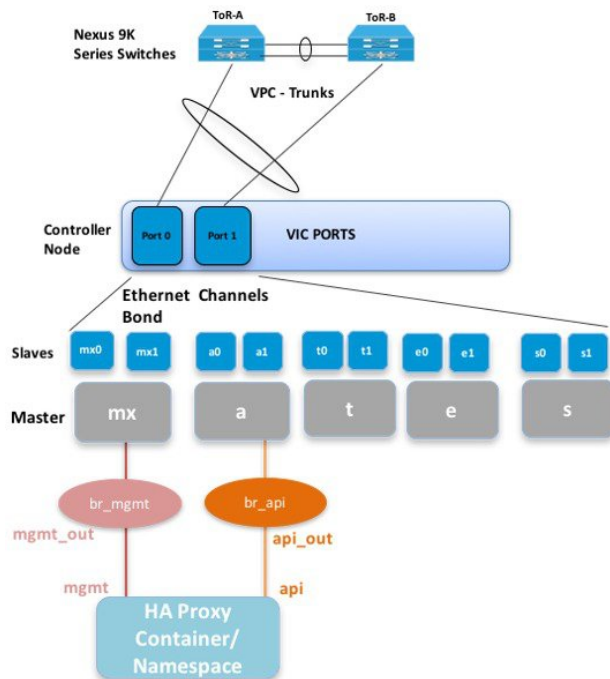 ToR-A
ToR-B
Nexus 9K
Series Switches
VPC - Trunks
Controller
Node
Port 0
Port 1
VIC PORTS
Ethernet Channels
Bond
Slaves
mx0
mx1
a0
a1
t0
t1
e0
e1
s0
s1
Master
mx
a
t
e
s
br_mgmt
br_api
mgmt_out
api_out
mgmt
api
HA Proxy
Container/
Namespace